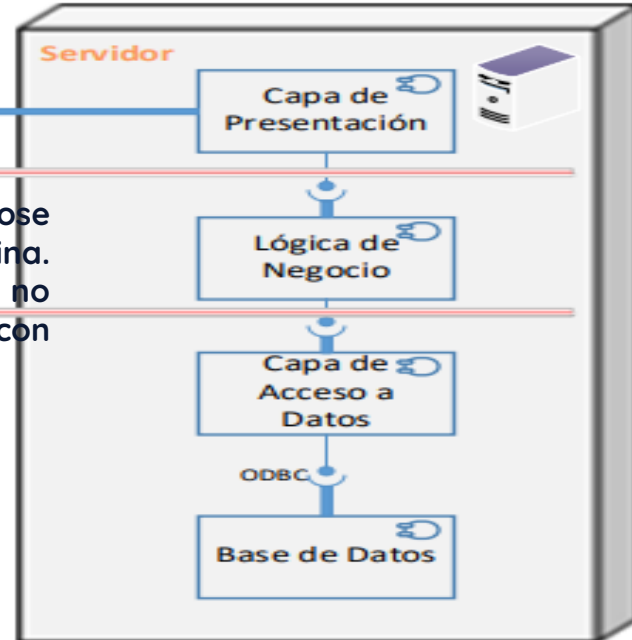 Servidor
Capa de
Presentación
ose
ina.
no
con
Lógica de
Negocio
Capa de
Acceso a
Datos
ODBC
Base de Datos